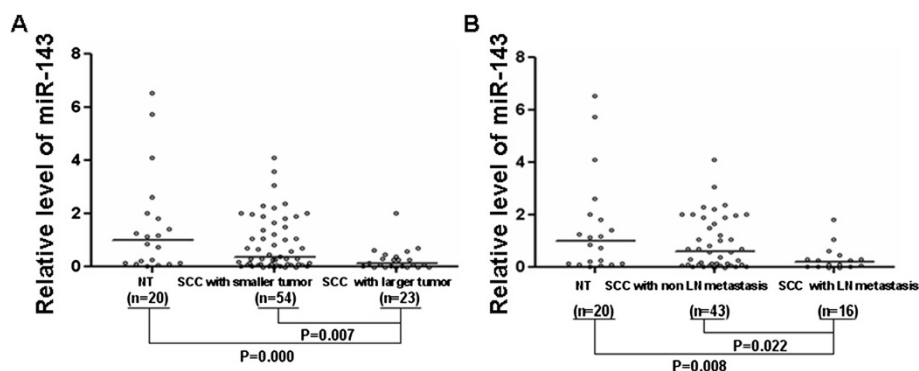 A
Relative level of miR-143
8
6
4
2
0
NT
(n=20)
SCC with smaller tumor
(n=54)
SCC with larger tumor
(n=23)
P=0.007
P=0.000
B
Relative level of miR-143
8
6
4
2
0
NT
(n=20)
SCC with non LN metastasis
(n=43)
SCC with LN metastasis
(n=16)
P=0.022
P=0.008